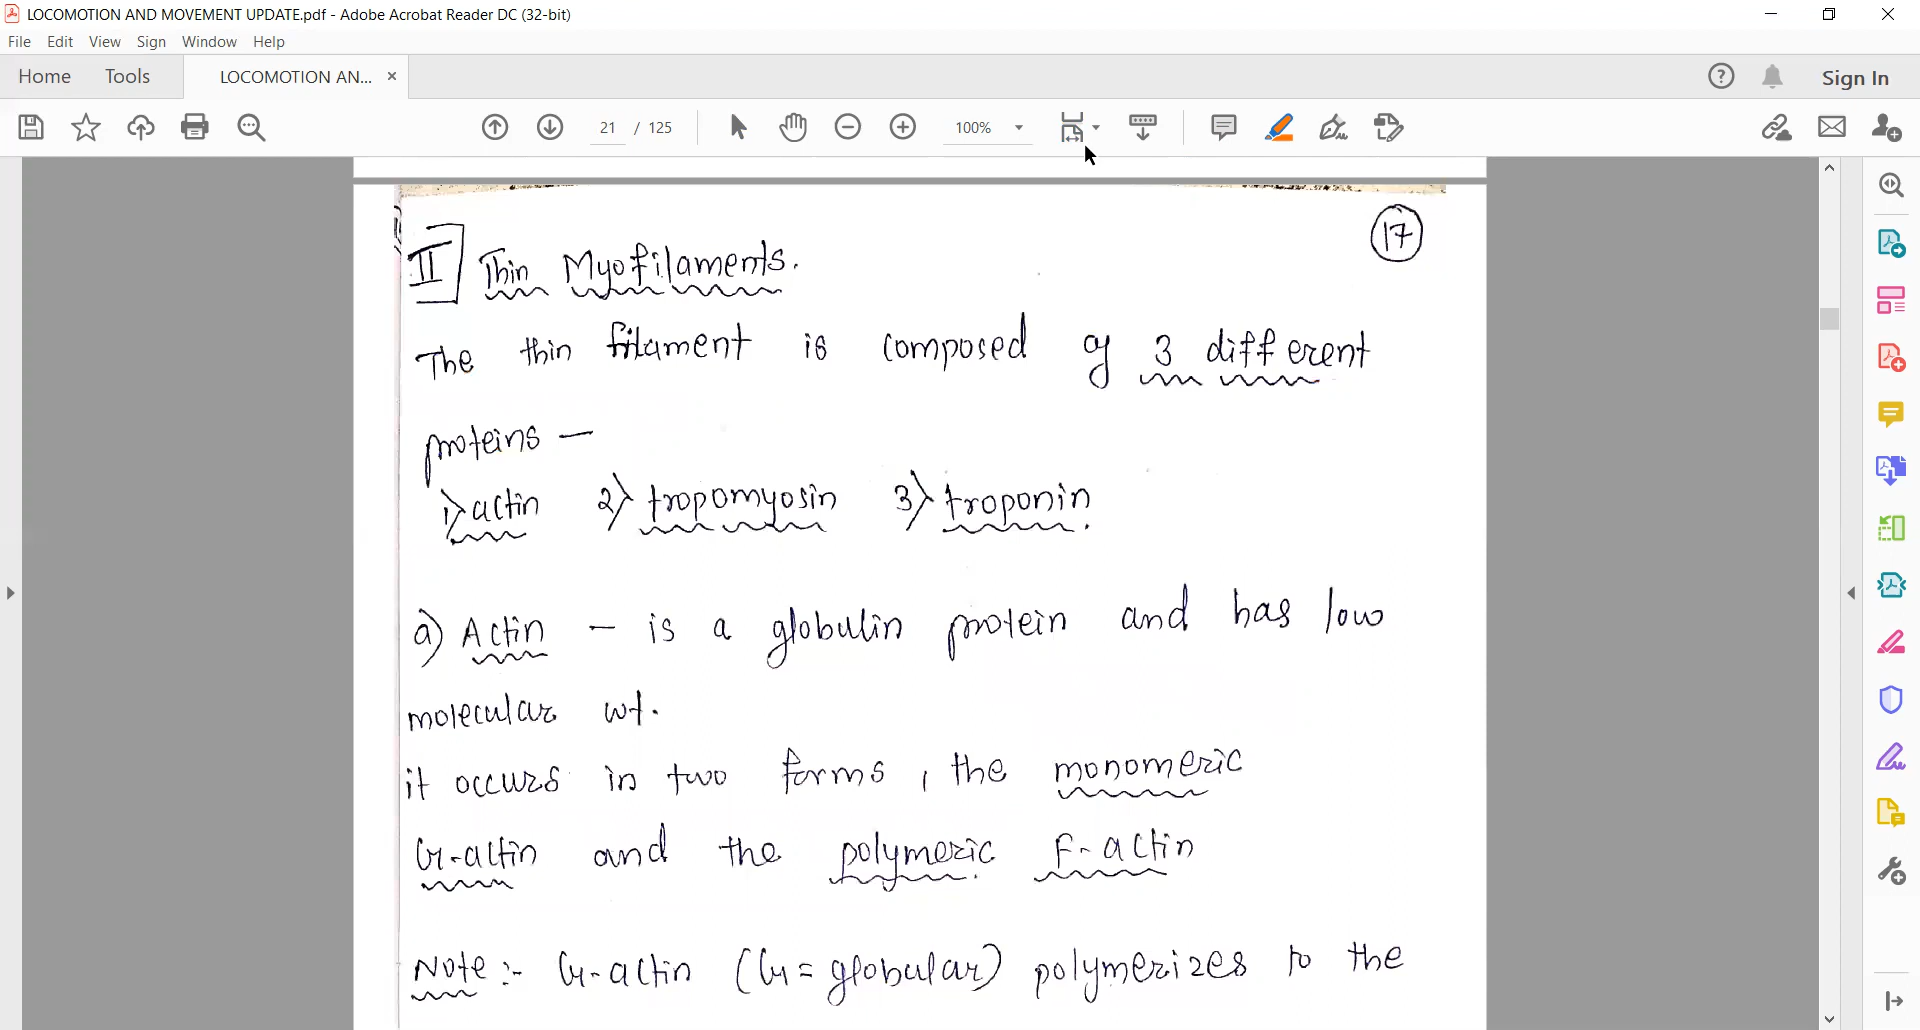 LOCOMOTION AND MOVEMENT UPDATE.pdf - Adobe Acrobat Reader DC (32-bit)
File Edit View Sign Window Help
Home Tools LOCOMOTION AN... × Sign In
21 / 125 100%
17
II Thin Myofilaments.
The thin filament is composed of 3 different
proteins —
1) actin 2) tropomyosin 3) troponin.
a) Actin — is a globulin protein and has low
molecular wt.
it occurs in two forms, the monomeric
G-actin and the polymeric F-actin
Note :- G-actin (G = globular) polymerizes to the